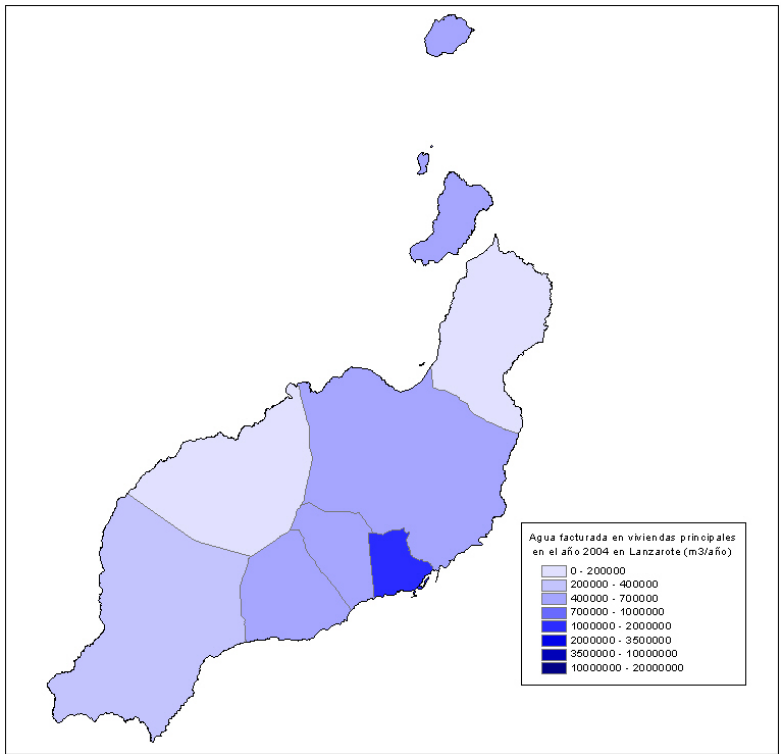 Agua facturada en viviendas principales
en el año 2004 en Lanzarote (m3/año)
0 - 200000
200000 - 400000
400000 - 700000
700000 - 1000000
1000000 - 2000000
2000000 - 3500000
3500000 - 10000000
10000000 - 20000000